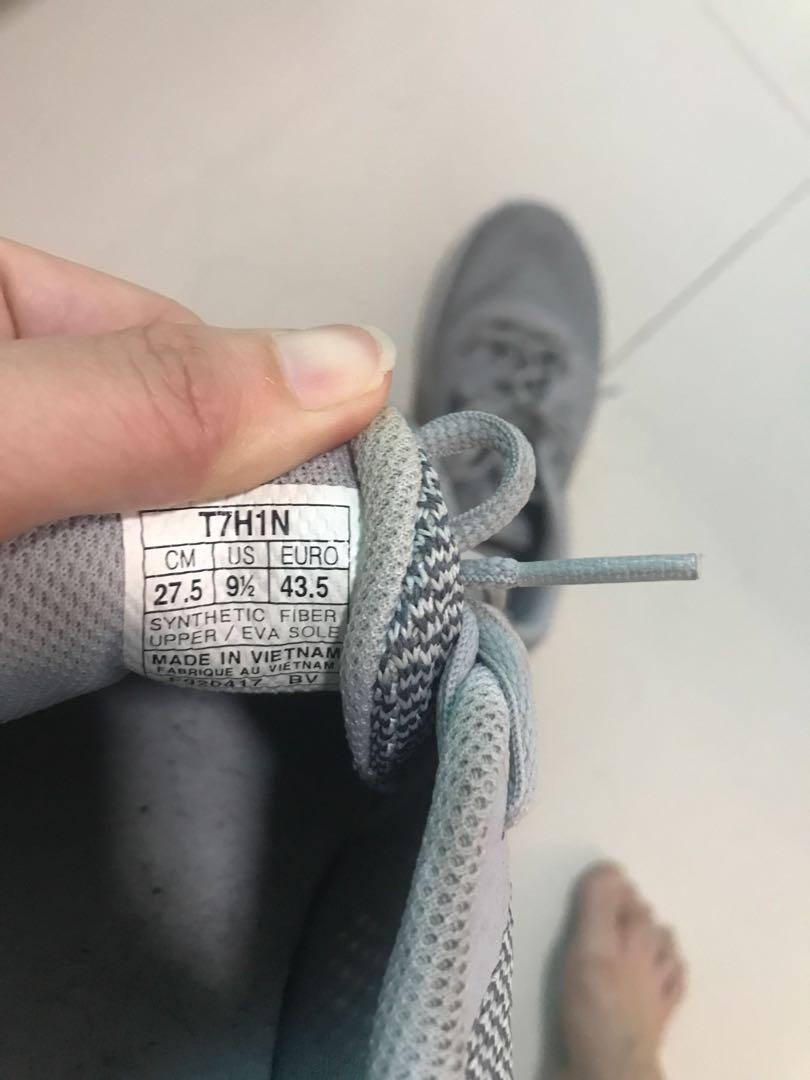 T7H1N
CM US EURO
27.5 9½ 43.5
SYNTHETIC FIBER
UPPER / EVA SOLE
MADE IN VIETNAM
FABRIQUE AU VIETNAM
BV